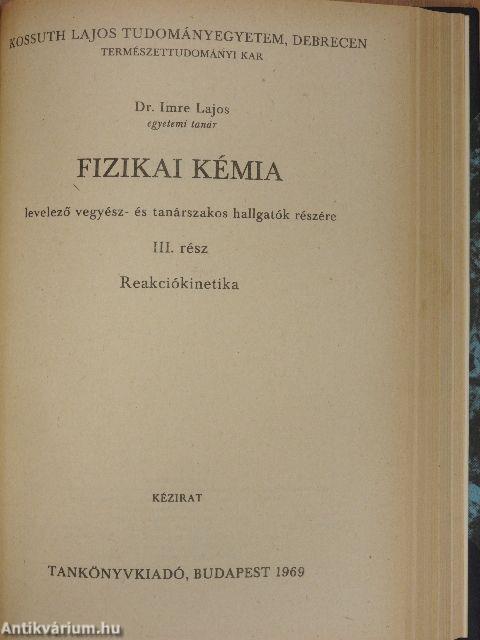 KOSSUTH LAJOS TUDOMÁNYEGYETEM, DEBRECEN
TERMÉSZETTUDOMÁNYI KAR
Dr. Imre Lajos
egyetemi tanár
FIZIKAI KÉMIA
levelező vegyész- és tanárszakos hallgatók részére
III. rész
Reakciókinetika
KÉZIRAT
TANKÖNYVKIADÓ, BUDAPEST 1969
Antikvárium.hu